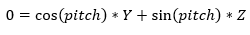 0 = cos(pitch) * Y + sin(pitch) * Z